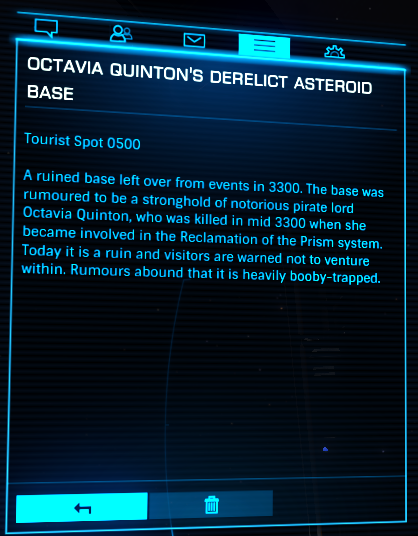 OCTAVIA QUINTON'S DERELICT ASTEROID
BASE
Tourist Spot 0500
A ruined base left over from events in 3300. The base was
rumoured to be a stronghold of notorious pirate lord
Octavia Quinton, who was killed in mid 3300 when she
became involved in the Reclamation of the Prism system.
Today it is a ruin and visitors are warned not to venture
within. Rumours abound that it is heavily booby-trapped.